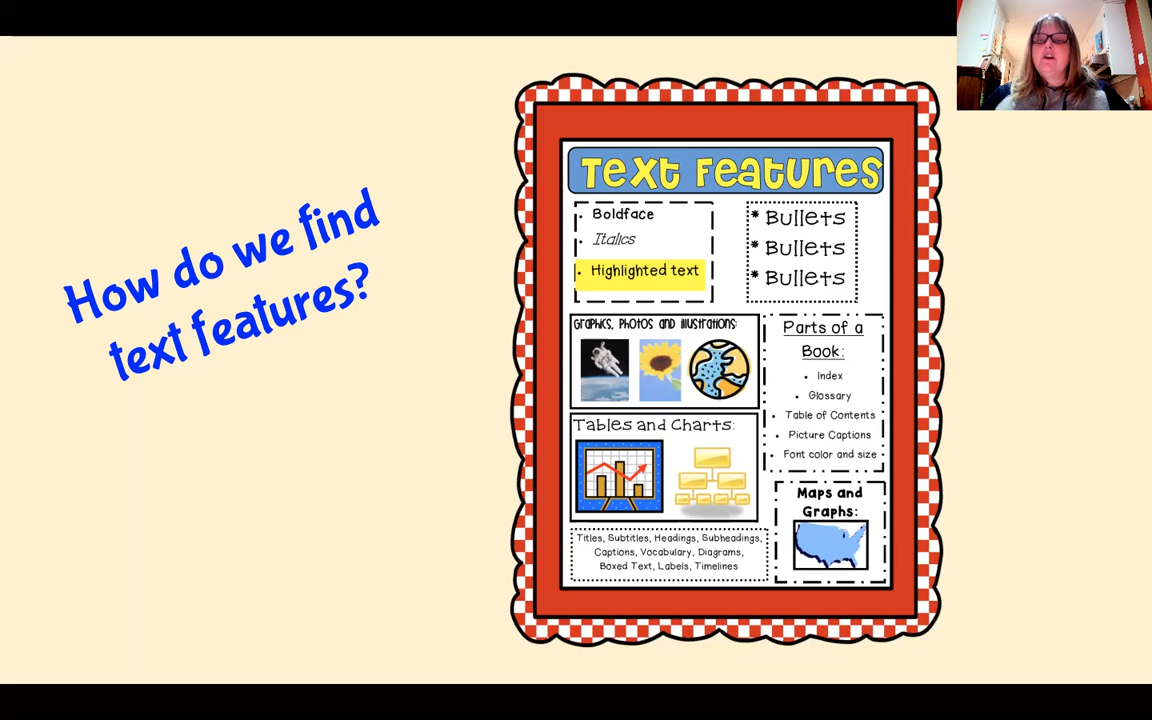 How do we find
text features?
Text Features
• Boldface
• Italics
• Highlighted text
* Bullets
* Bullets
* Bullets
Graphics, Photos and Illustrations:
Parts of a
Book:
• Index
• Glossary
• Table of Contents
• Picture Captions
• Font color and size
Tables and Charts:
Maps and
Graphs:
Titles, Subtitles, Headings, Subheadings,
Captions, Vocabulary, Diagrams,
Boxed Text, Labels, Timelines